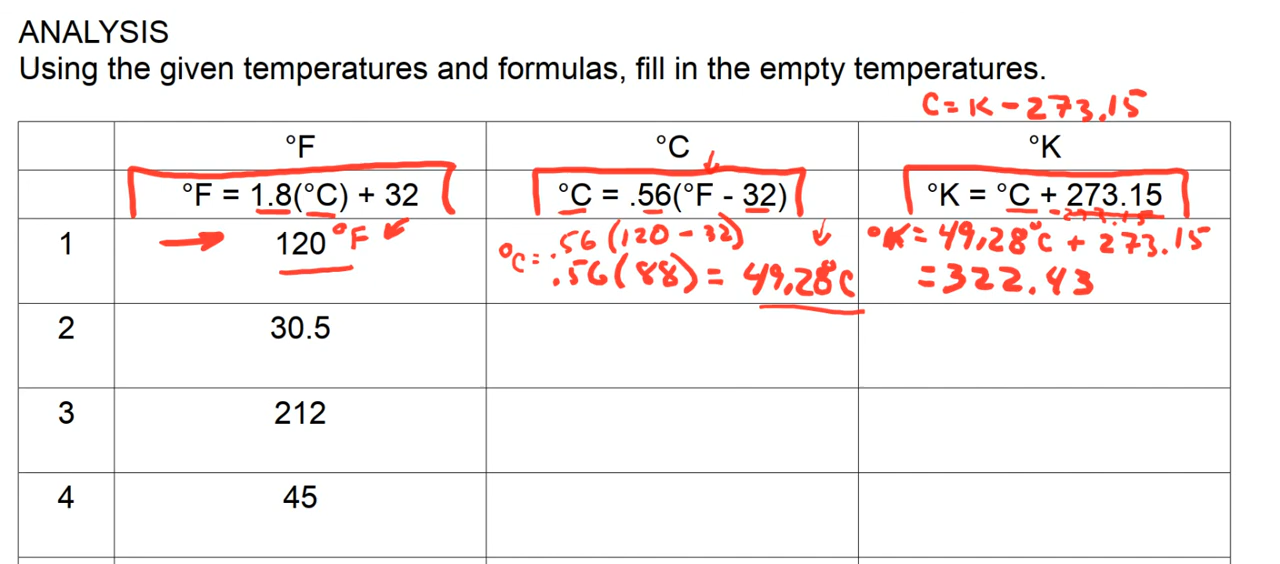 ANALYSIS
Using the given temperatures and formulas, fill in the empty temperatures.
C = K - 273.15
°F °C °K
°F = 1.8(°C) + 32 °C = .56(°F - 32) °K = °C + 273.15
-273.15
1 120 °F °C = .56 (120 - 32) °K = 49.28°C + 273.15
.56 (88) = 49.28°C = 322.43
2 30.5
3 212
4 45